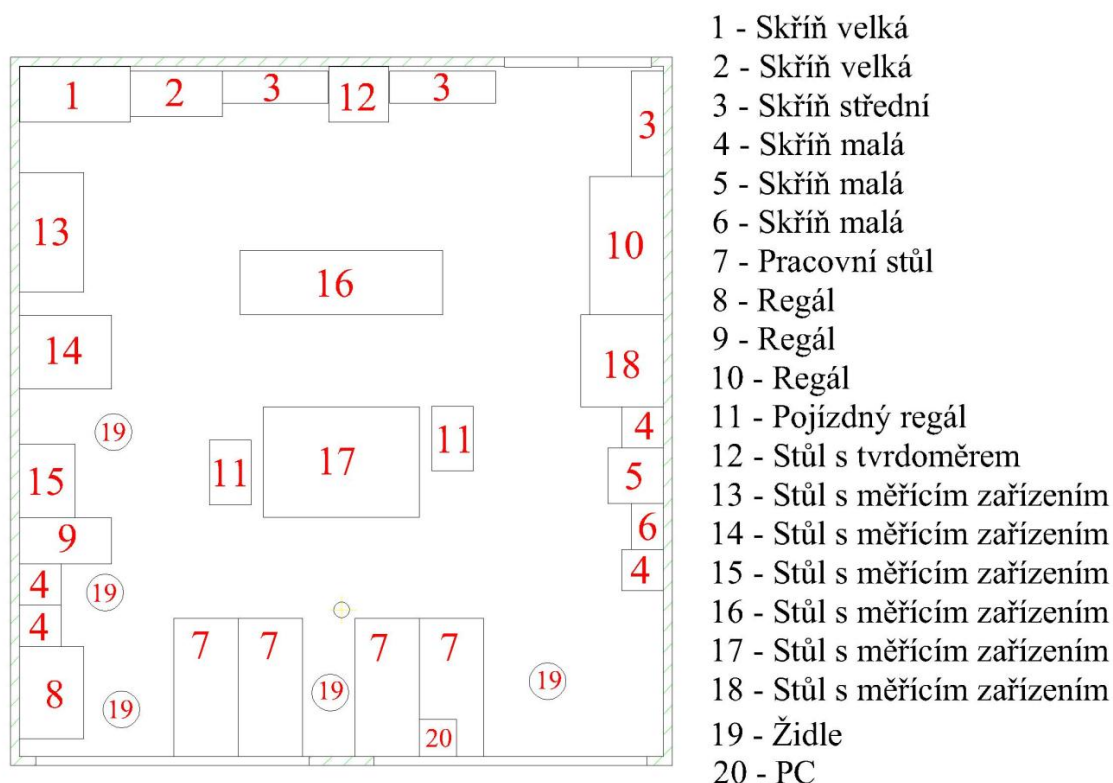 1 2 3 12 3
3
13
10
16
14
18
19
4
11
17
11
15
5
9
6
4
4
19
4
7 7 7 7
8
19
19
19
20
1 - Skříň velká
2 - Skříň velká
3 - Skříň střední
4 - Skříň malá
5 - Skříň malá
6 - Skříň malá
7 - Pracovní stůl
8 - Regál
9 - Regál
10 - Regál
11 - Pojízdný regál
12 - Stůl s tvrdoměrem
13 - Stůl s měřícím zařízením
14 - Stůl s měřícím zařízením
15 - Stůl s měřícím zařízením
16 - Stůl s měřícím zařízením
17 - Stůl s měřícím zařízením
18 - Stůl s měřícím zařízením
19 - Židle
20 - PC